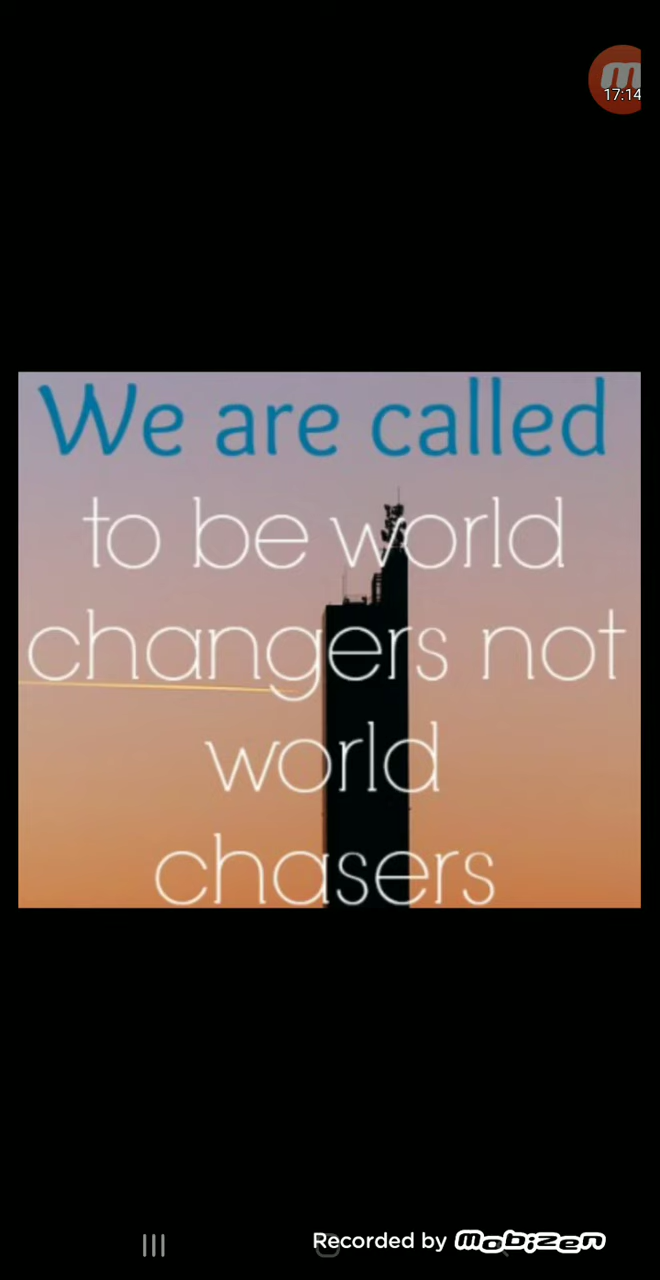 17:14
We are called
to be world
changers not
world
chasers
Recorded by mobizen